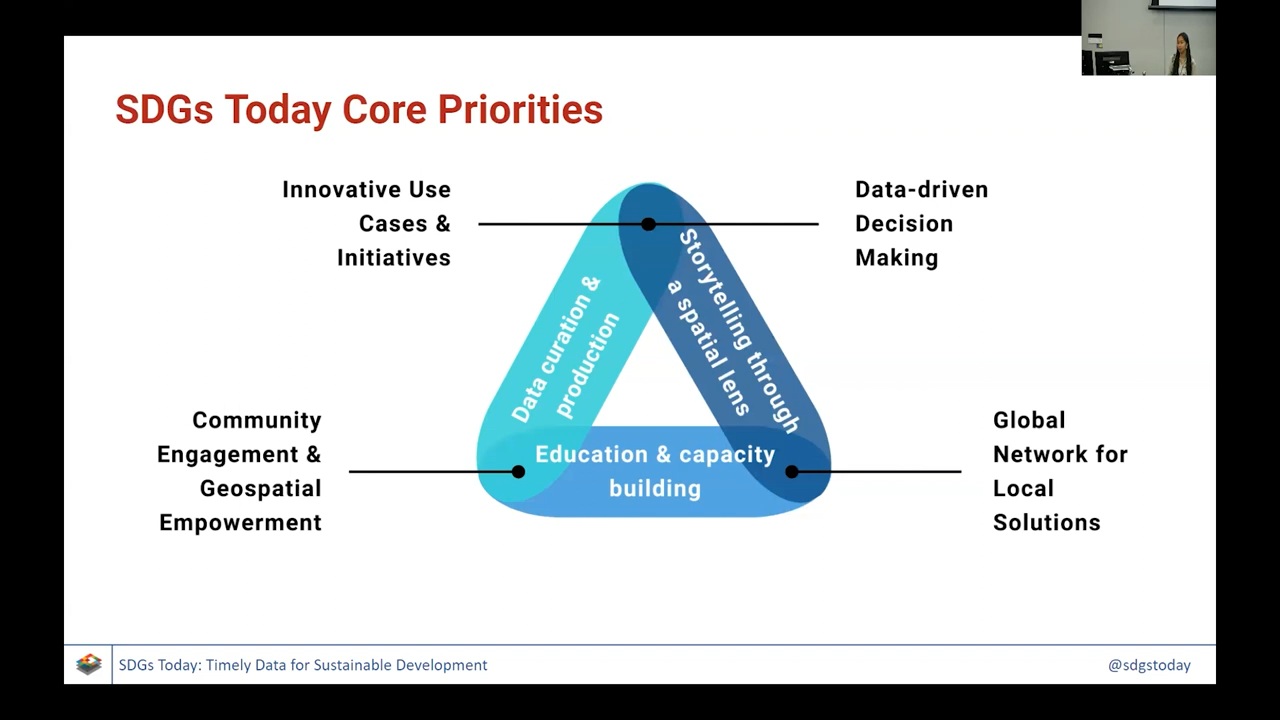 SDGs Today Core Priorities
Innovative Use
Cases &
Initiatives
Data-driven
Decision
Making
Data curation &
production
Storytelling through
a spatial lens
Education & capacity
building
Community
Engagement &
Geospatial
Empowerment
Global
Network for
Local
Solutions
SDGs Today: Timely Data for Sustainable Development
@sdgstoday